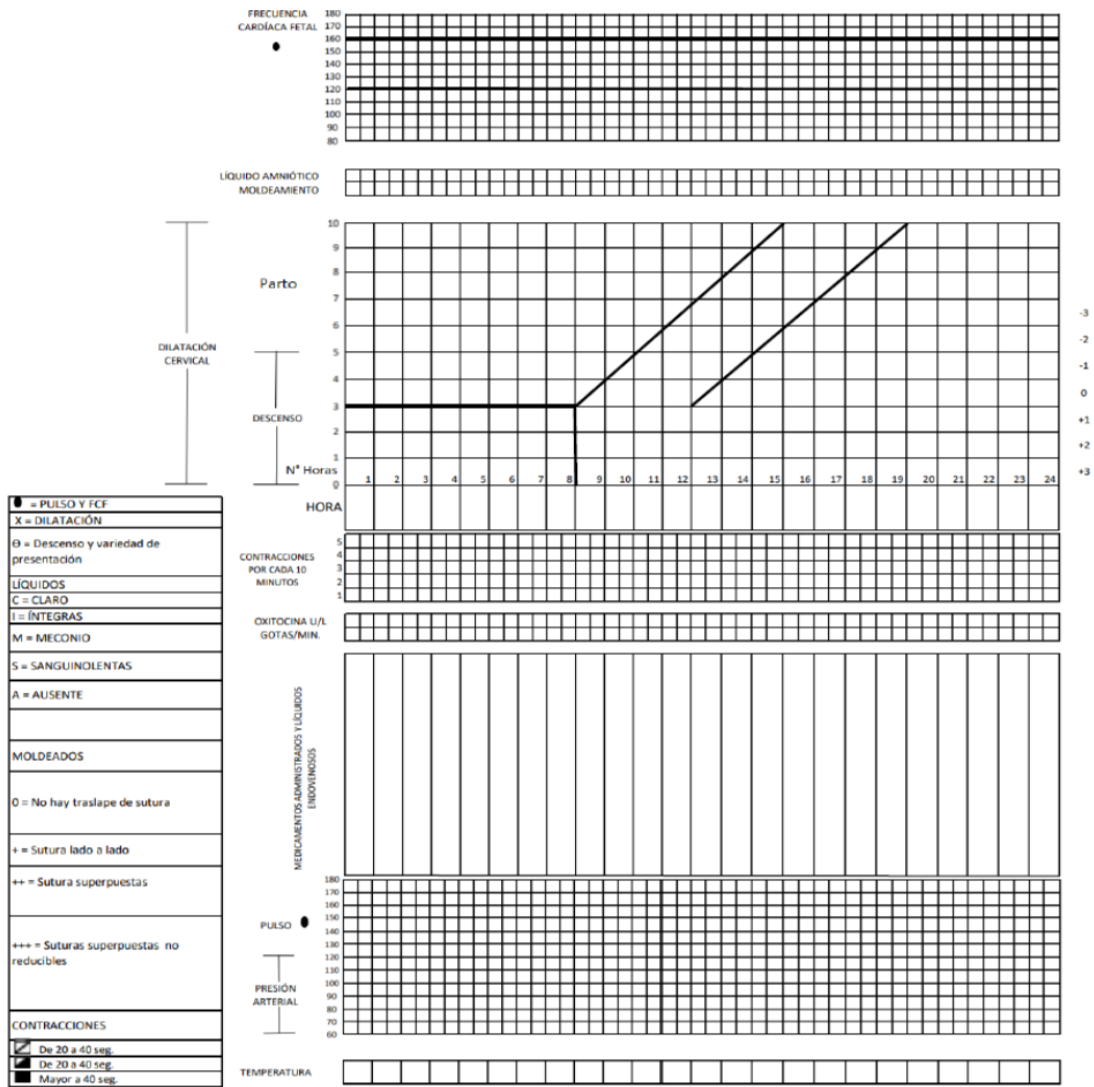 FRECUENCIA
CARDÍACA FETAL
180
170
160
150
140
130
120
110
100
90
80
LÍQUIDO AMNIÓTICO
MOLDEAMIENTO
DILATACIÓN
CERVICAL
Parto
DESCENSO
10
9
8
7
6
5
4
3
2
1
0
-3
-2
-1
0
+1
+2
+3
N° Horas 1 2 3 4 5 6 7 8 9 10 11 12 13 14 15 16 17 18 19 20 21 22 23 24
HORA
= PULSO Y FCF
X = DILATACIÓN
Θ = Descenso y variedad de
presentación
LÍQUIDOS
C = CLARO
I = ÍNTEGRAS
M = MECONIO
S = SANGUINOLENTAS
A = AUSENTE
MOLDEADOS
0 = No hay traslape de sutura
+ = Sutura lado a lado
++ = Sutura superpuestas
+++ = Suturas superpuestas no
reducibles
CONTRACCIONES
De 20 a 40 seg.
De 20 a 40 seg.
Mayor a 40 seg.
CONTRACCIONES
POR CADA 10
MINUTOS
5
4
3
2
1
OXITOCINA U/L
GOTAS/MIN.
MEDICAMENTOS ADMINISTRADOS Y LÍQUIDOS
ENDOVENOSOS
PULSO
PRESIÓN
ARTERIAL
180
170
160
150
140
130
120
110
100
90
80
70
60
TEMPERATURA